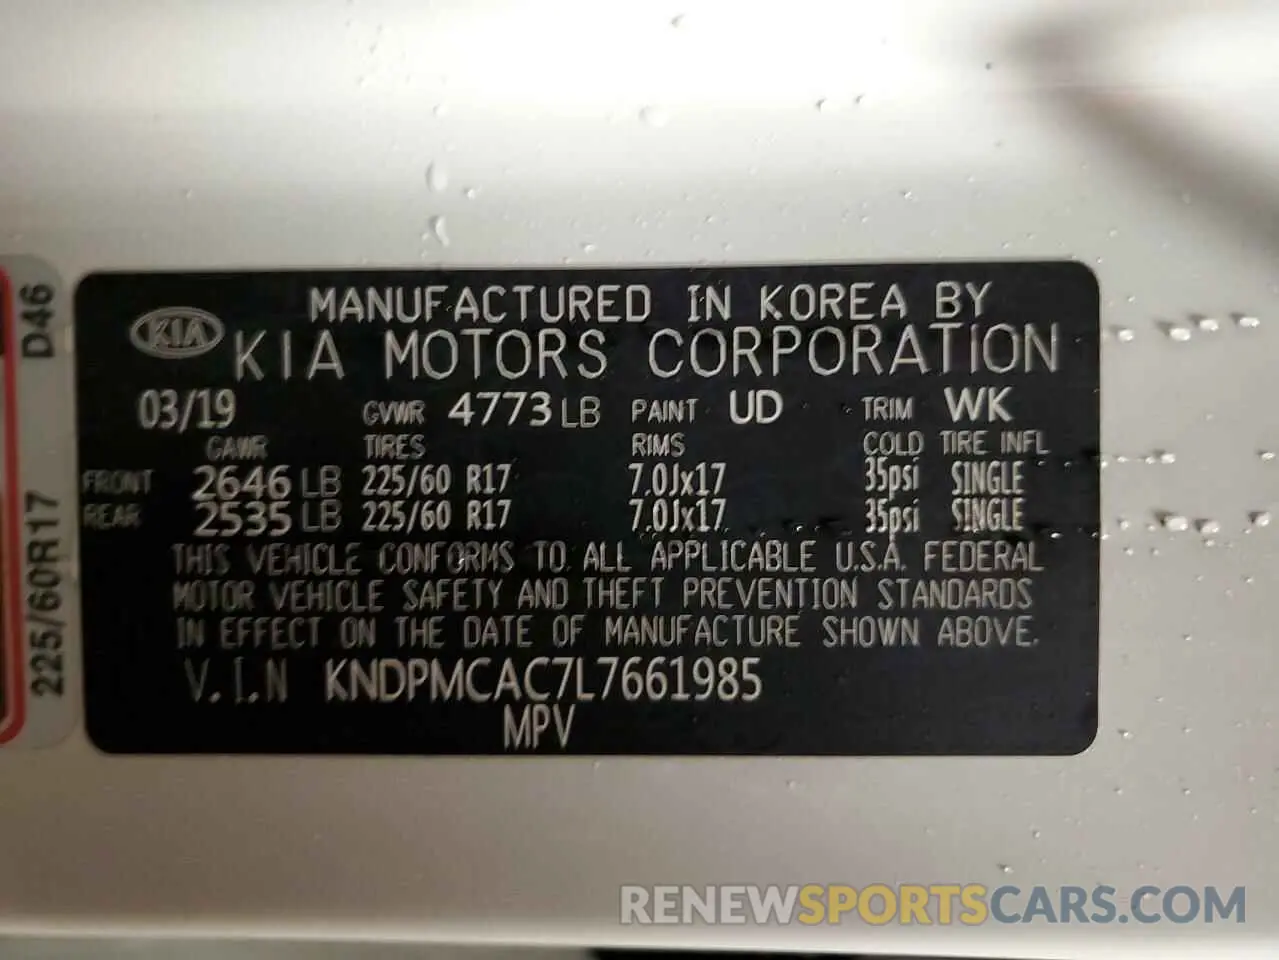 D46
225/60R17
MANUFACTURED IN KOREA BY
KIA KIA MOTORS CORPORATION
03/19 GVWR 4773 LB PAINT UD TRIM WK
GAWR TIRES RIMS COLD TIRE INFL
FRONT 2646 LB 225/60 R17 7.0Jx17 35psi SINGLE
REAR 2535 LB 225/60 R17 7.0Jx17 35psi SINGLE
THIS VEHICLE CONFORMS TO ALL APPLICABLE U.S.A. FEDERAL
MOTOR VEHICLE SAFETY AND THEFT PREVENTION STANDARDS
IN EFFECT ON THE DATE OF MANUFACTURE SHOWN ABOVE.
V.I.N KNDPMCAC7L7661985
MPV
RENEWSPORTSCARS.COM